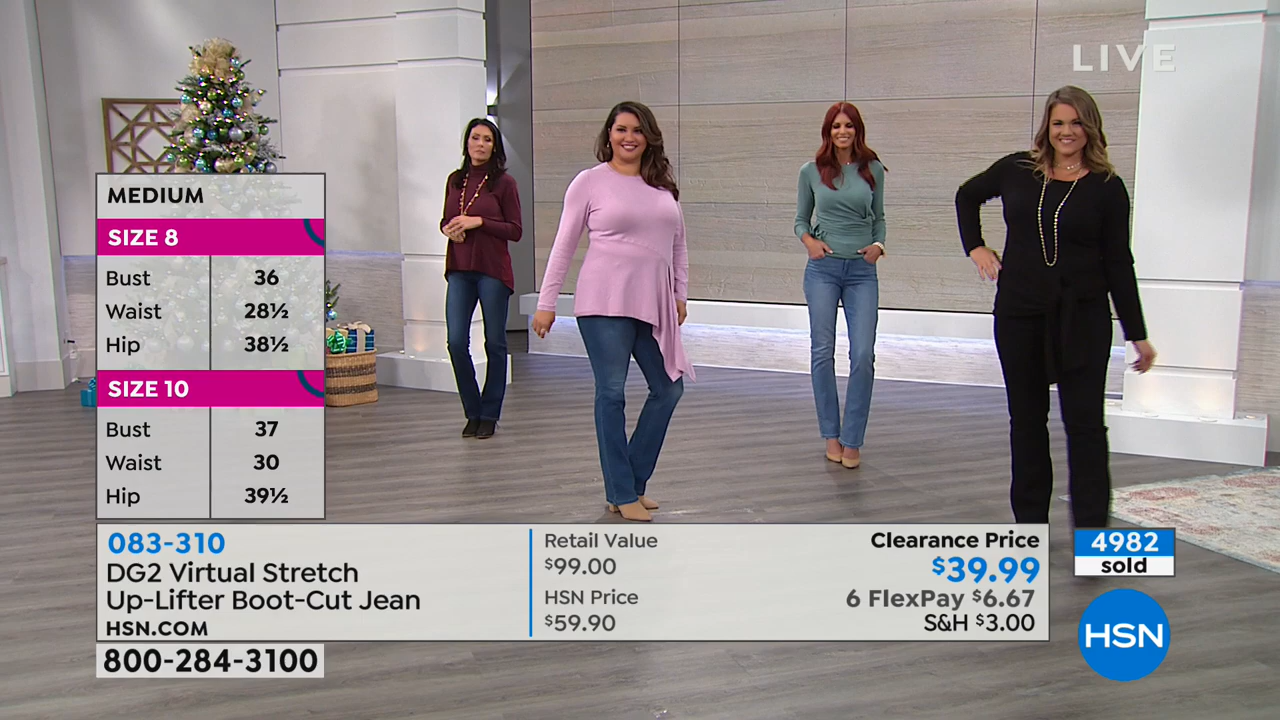 LIVE
MEDIUM
SIZE 8
Bust 36
Waist 28½
Hip 38½
SIZE 10
Bust 37
Waist 30
Hip 39½
083-310
DG2 Virtual Stretch
Up-Lifter Boot-Cut Jean
HSN.COM
800-284-3100
Retail Value
$99.00
HSN Price
$59.90
Clearance Price
$39.99
6 FlexPay $6.67
S&H $3.00
4982
sold
HSN